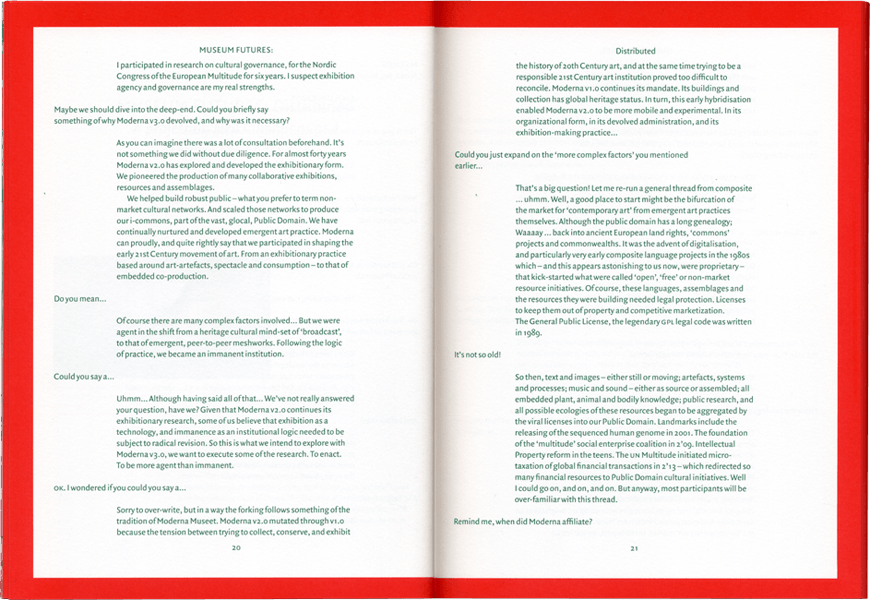 MUSEUM FUTURES:
I participated in research on cultural governance, for the Nordic
Congress of the European Multitude for six years. I suspect exhibition
agency and governance are my real strengths.
Maybe we should dive into the deep-end. Could you briefly say
something of why Moderna v3.0 devolved, and why was it necessary?
As you can imagine there was a lot of consultation beforehand. It's
not something we did without due diligence. For almost forty years
Moderna v2.0 has explored and developed the exhibitionary form.
We pioneered the production of many collaborative exhibitions,
resources and assemblages.
We helped build robust public – what you prefer to term non-
market cultural networks. And scaled those networks to produce
our i-commons, part of the vast, glocal, Public Domain. We have
continually nurtured and developed emergent art practice. Moderna
can proudly, and quite rightly say that we participated in shaping the
early 21st Century movement of art. From an exhibitionary practice
based around art-artefacts, spectacle and consumption – to that of
embedded co-production.
Do you mean...
Of course there are many complex factors involved... But we were
agent in the shift from a heritage cultural mind-set of 'broadcast',
to that of emergent, peer-to-peer meshworks. Following the logic
of practice, we became an immanent institution.
Could you say a...
Uhmm... Although having said all of that... We've not really answered
your question, have we? Given that Moderna v2.0 continues its
exhibitionary research, some of us believe that exhibition as a
technology, and immanence as an institutional logic needed to be
subject to radical revision. So this is what we intend to explore with
Moderna v3.0, we want to execute some of the research. To enact.
To be more agent than immanent.
OK. I wondered if you could you say a...
Sorry to over-write, but in a way the forking follows something of the
tradition of Moderna Museet. Moderna v2.0 mutated through v1.0
because the tension between trying to collect, conserve, and exhibit
20
Distributed
the history of 20th Century art, and at the same time trying to be a
responsible 21st Century art institution proved too difficult to
reconcile. Moderna v1.0 continues its mandate. Its buildings and
collection has global heritage status. In turn, this early hybridisation
enabled Moderna v2.0 to be more mobile and experimental. In its
organizational form, in its devolved administration, and its
exhibition-making practice...
Could you just expand on the 'more complex factors' you mentioned
earlier...
That's a big question! Let me re-run a general thread from composite
... uhmm. Well, a good place to start might be the bifurcation of
the market for 'contemporary art' from emergent art practices
themselves. Although the public domain has a long genealogy;
Waaaay ... back into ancient European land rights, 'commons'
projects and commonwealths. It was the advent of digitalisation,
and particularly very early composite language projects in the 1980s
which – and this appears astonishing to us now, were proprietary –
that kick-started what were called 'open', 'free' or non-market
resource initiatives. Of course, these languages, assemblages and
the resources they were building needed legal protection. Licenses
to keep them out of property and competitive marketization.
The General Public License, the legendary GPL legal code was written
in 1989.
It's not so old!
So then, text and images – either still or moving; artefacts, systems
and processes; music and sound – either as source or assembled; all
embedded plant, animal and bodily knowledge; public research, and
all possible ecologies of these resources began to be aggregated by
the viral licenses into our Public Domain. Landmarks include the
releasing of the sequenced human genome in 2001. The foundation
of the 'multitude' social enterprise coalition in 2'09. Intellectual
Property reform in the teens. The UN Multitude initiated micro-
taxation of global financial transactions in 2'13 – which redirected so
many financial resources to Public Domain cultural initiatives. Well
I could go on, and on, and on. But anyway, most participants will be
over-familiar with this thread.
Remind me, when did Moderna affiliate?
21